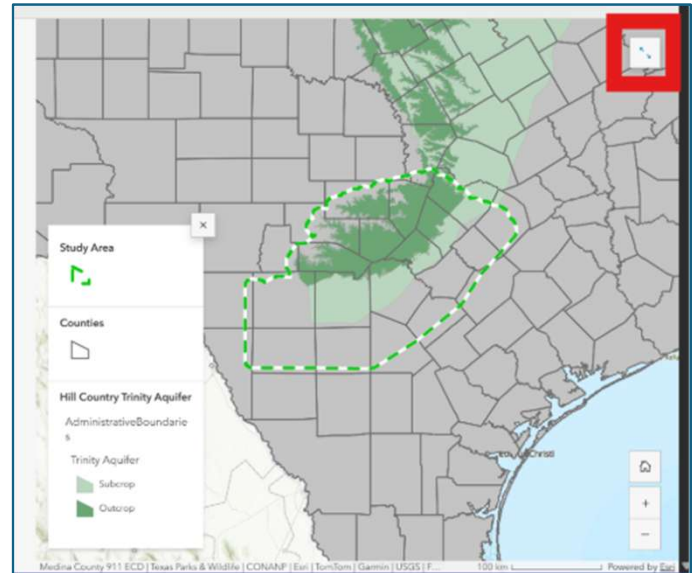 Study Area
Counties
Hill Country Trinity Aquifer
AdministrativeBoundarie
s
Trinity Aquifer
Subcrop
Outcrop
Christi
Medina County 911 ECD | Texas Parks & Wildlife | CONANP | Esri | TomTom | Garmin | USGS | F...
100 km
Powered by Esri